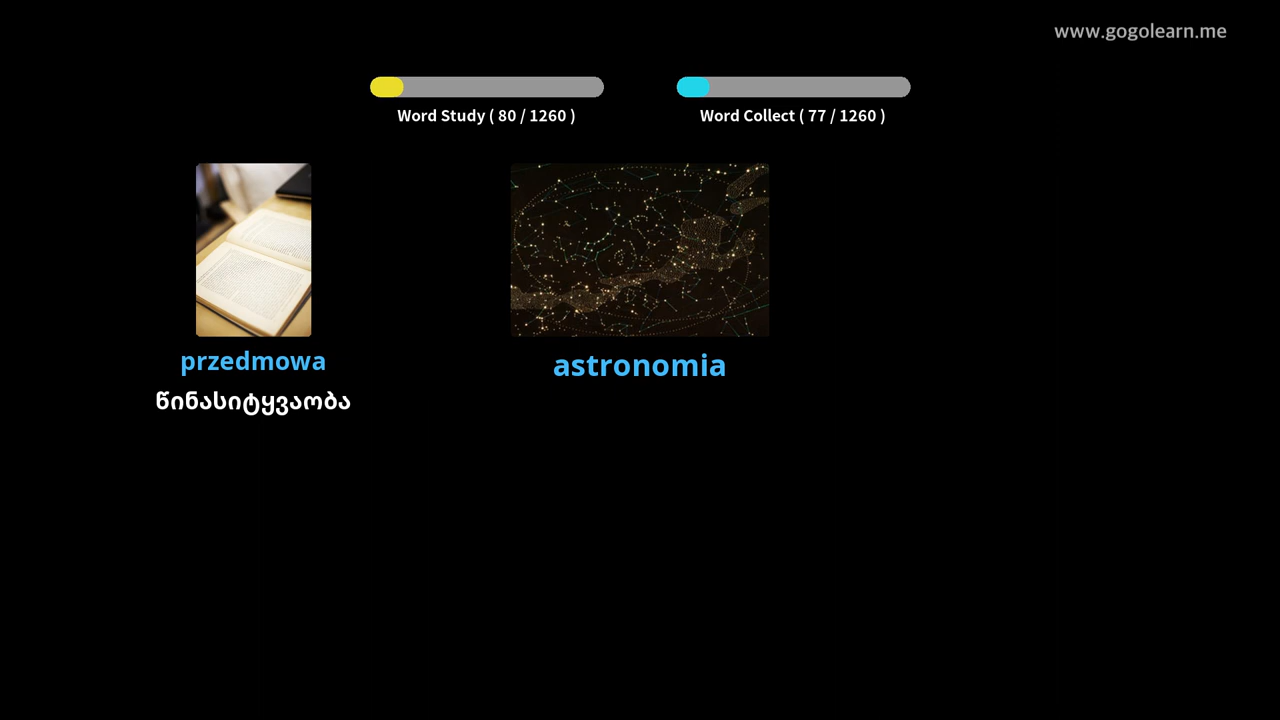 www.gogolearn.me
Word Study ( 80 / 1260 )
Word Collect ( 77 / 1260 )
przedmowa
წინასიტყვაობა
astronomia